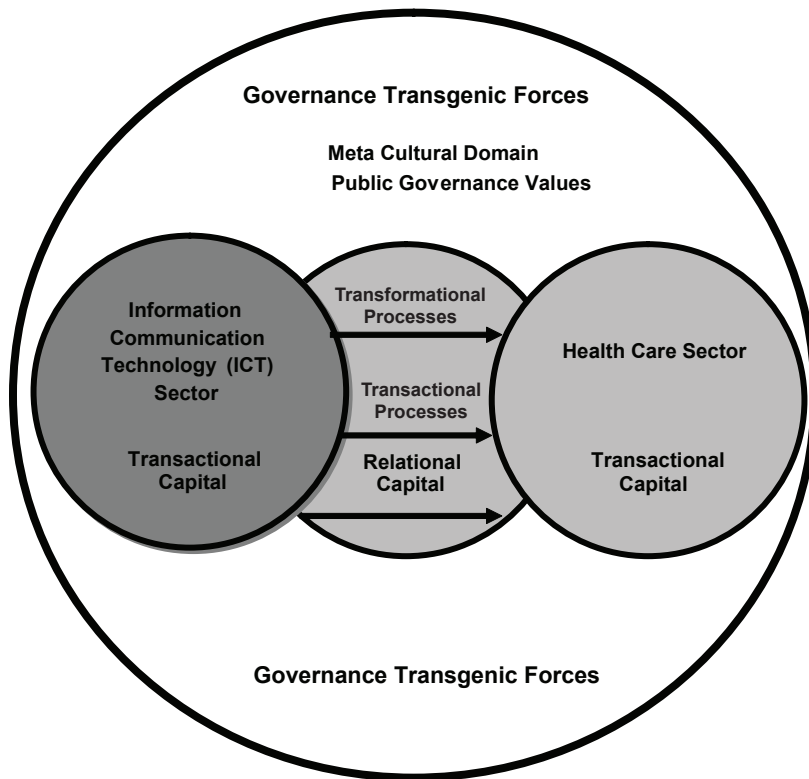 Governance Transgenic Forces
Meta Cultural Domain
Public Governance Values
Information
Communication
Technology (ICT)
Sector
Transactional
Capital
Transformational
Processes
Transactional
Processes
Relational
Capital
Health Care Sector
Transactional
Capital
Governance Transgenic Forces